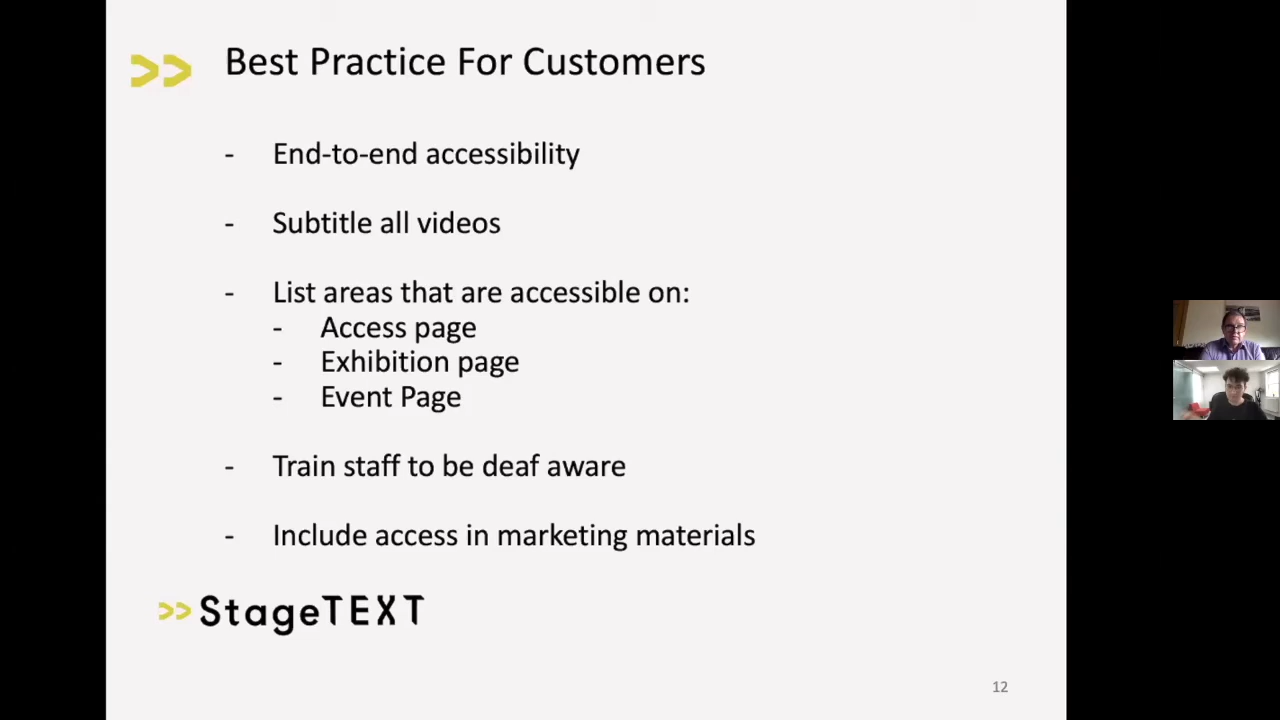 >> Best Practice For Customers
- End-to-end accessibility
- Subtitle all videos
- List areas that are accessible on:
- Access page
- Exhibition page
- Event Page
- Train staff to be deaf aware
- Include access in marketing materials
>> StageTEXT
12